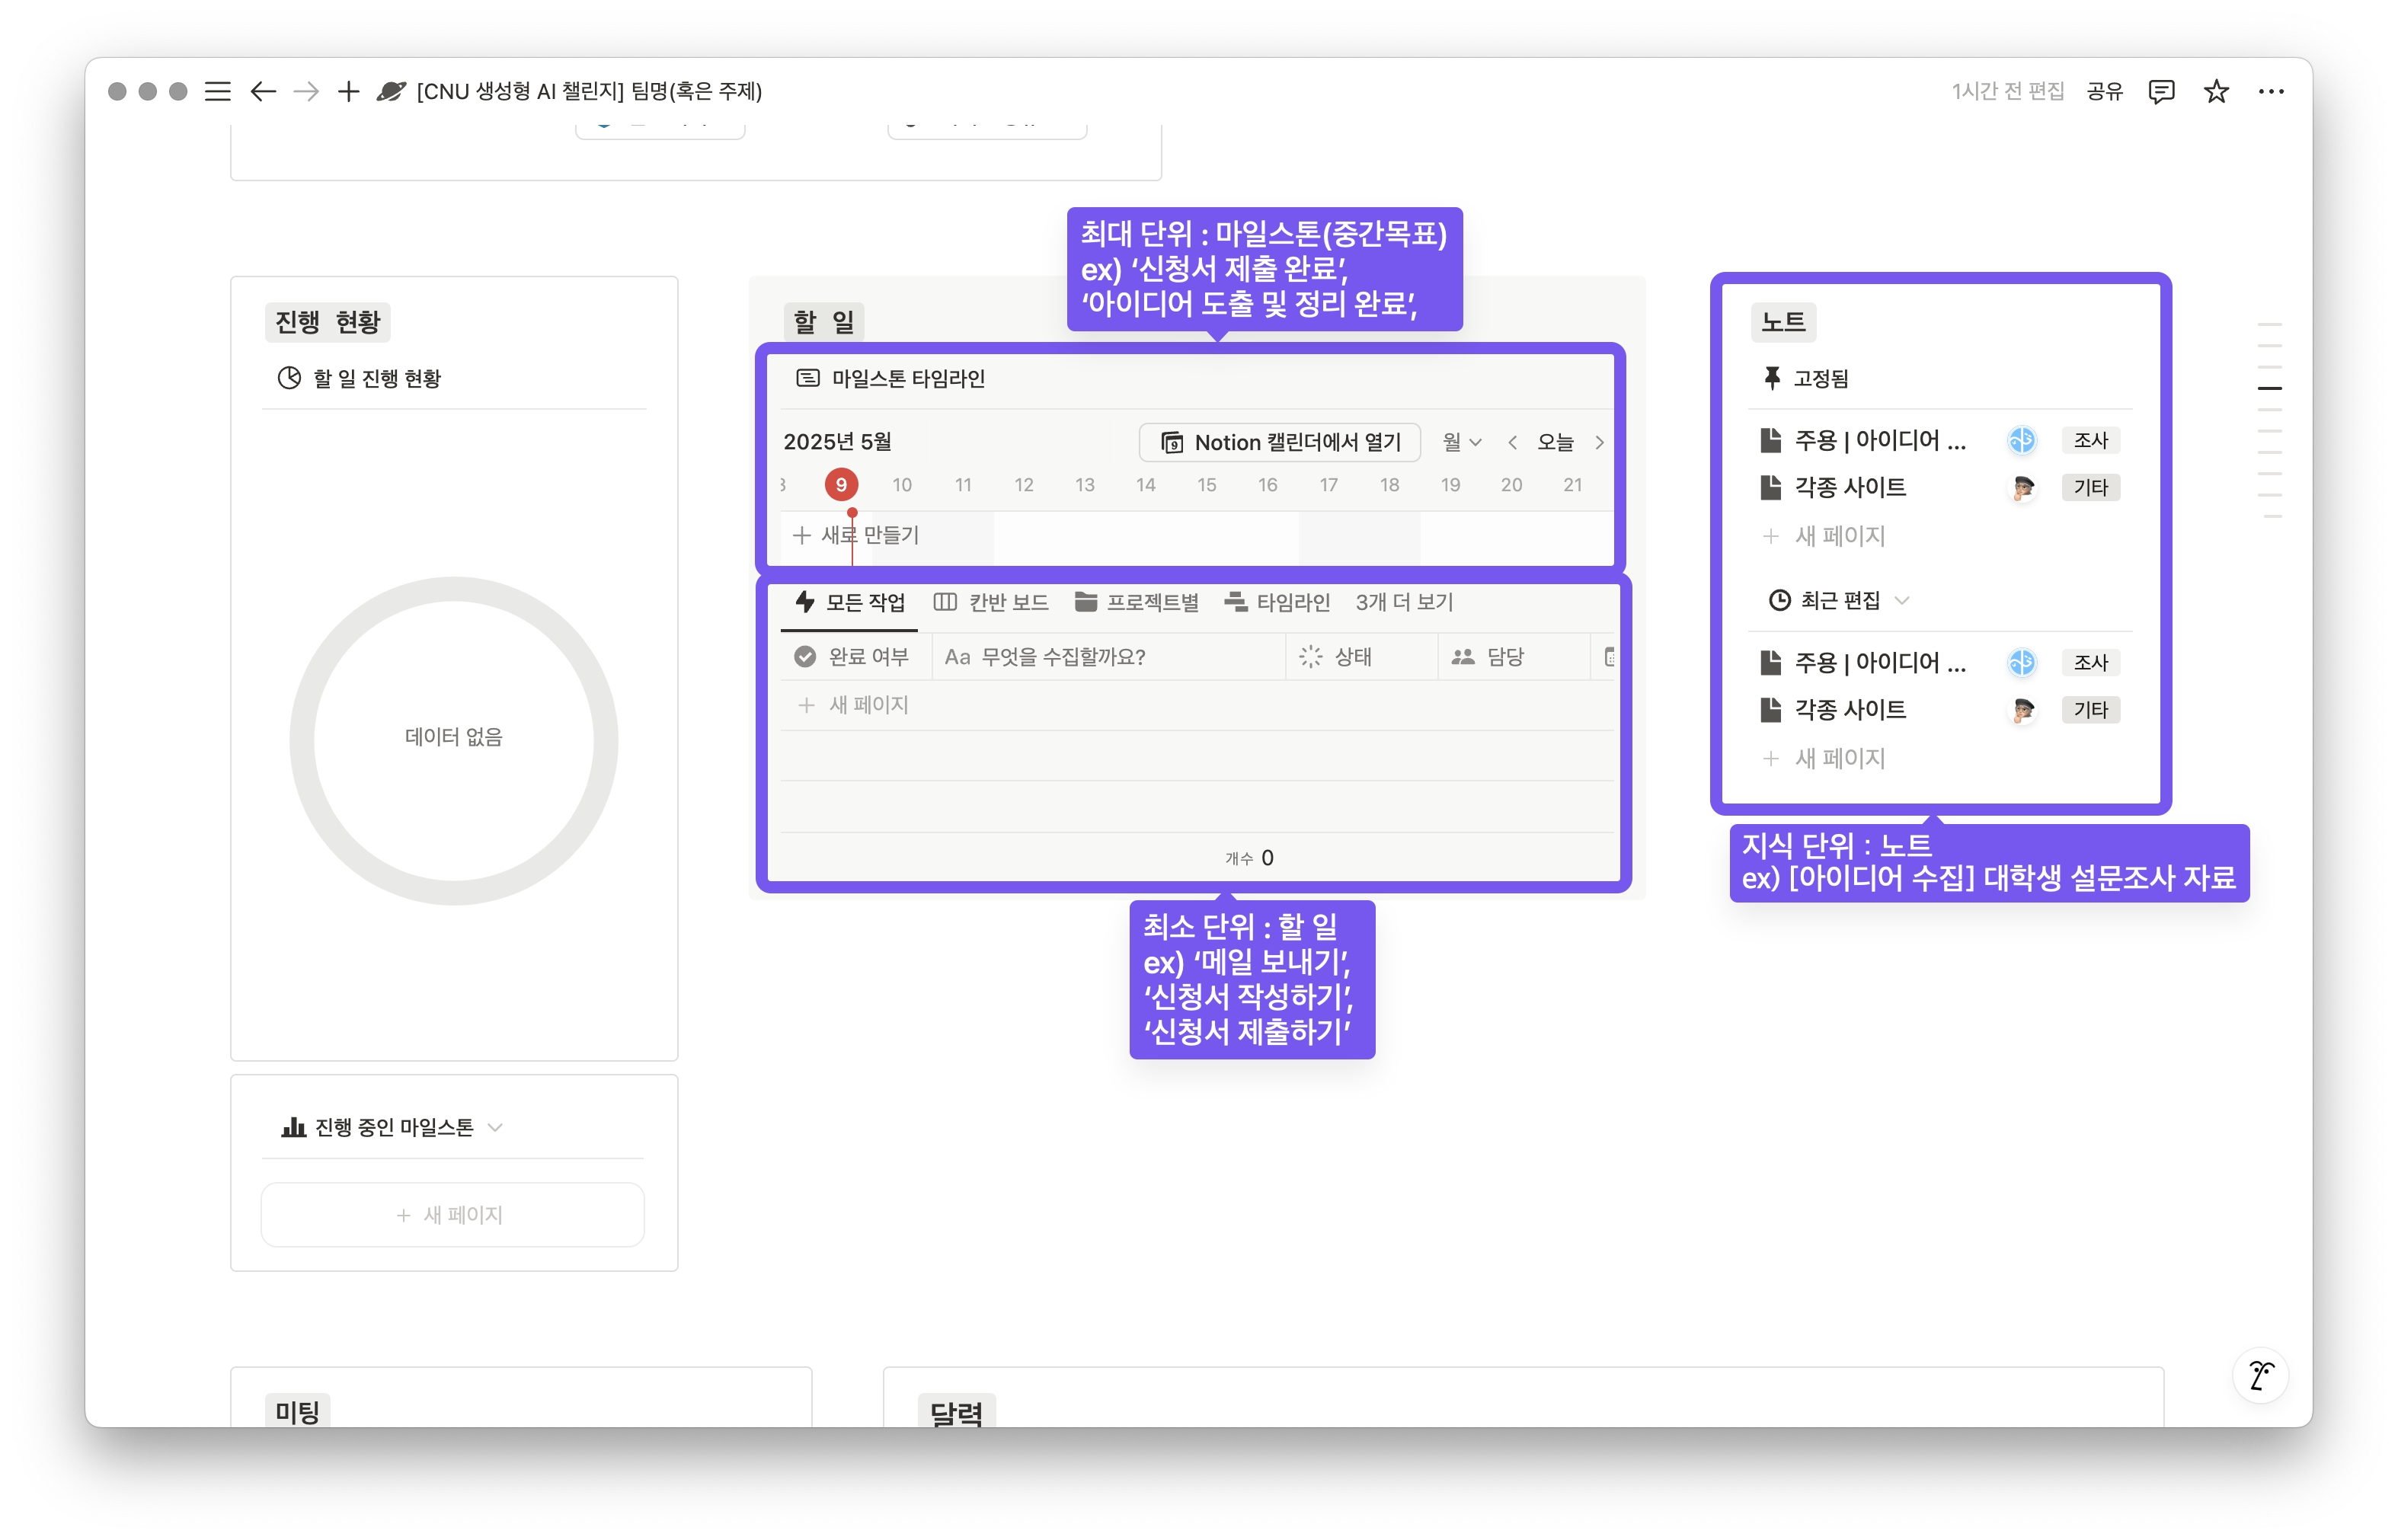 [CNU 생성형 AI 챌린지] 팀명(혹은 주제)
1시간 전 편집
공유
최대 단위 : 마일스톤(중간목표)
ex) ‘신청서 제출 완료’,
‘아이디어 도출 및 정리 완료’,
진행 현황
할 일 진행 현황
데이터 없음
진행 중인 마일스톤
+ 새 페이지
할 일
마일스톤 타임라인
2025년 5월
Notion 캘린더에서 열기
월
오늘
9 10 11 12 13 14 15 16 17 18 19 20 21
+ 새로 만들기
모든 작업 칸반 보드 프로젝트별 타임라인 3개 더 보기
완료 여부 Aa 무엇을 수집할까요? 상태 담당
+ 새 페이지
개수 0
최소 단위 : 할 일
ex) ‘메일 보내기’,
‘신청서 작성하기’,
‘신청서 제출하기’
노트
고정됨
주용 | 아이디어 ... 조사
각종 사이트 기타
+ 새 페이지
최근 편집
주용 | 아이디어 ... 조사
각종 사이트 기타
+ 새 페이지
지식 단위 : 노트
ex) [아이디어 수집] 대학생 설문조사 자료
미팅
달력